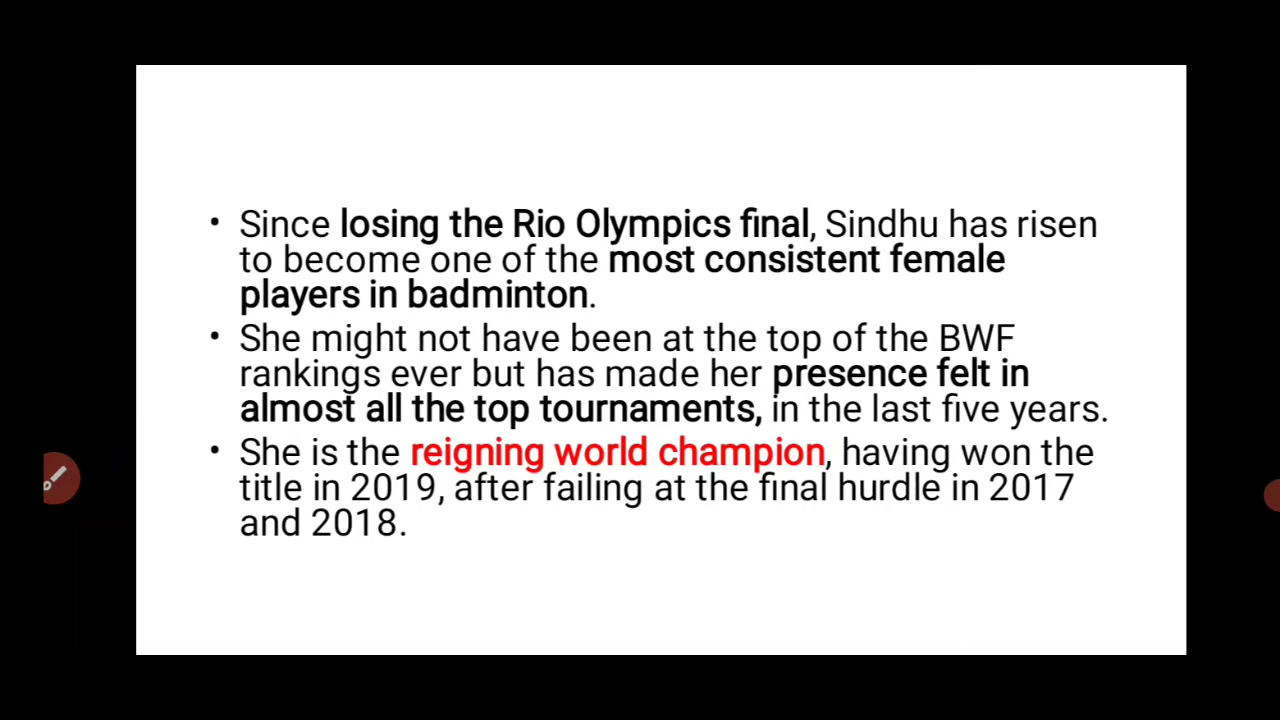 • Since losing the Rio Olympics final, Sindhu has risen
to become one of the most consistent female
players in badminton.
• She might not have been at the top of the BWF
rankings ever but has made her presence felt in
almost all the top tournaments, in the last five years.
• She is the reigning world champion, having won the
title in 2019, after failing at the final hurdle in 2017
and 2018.